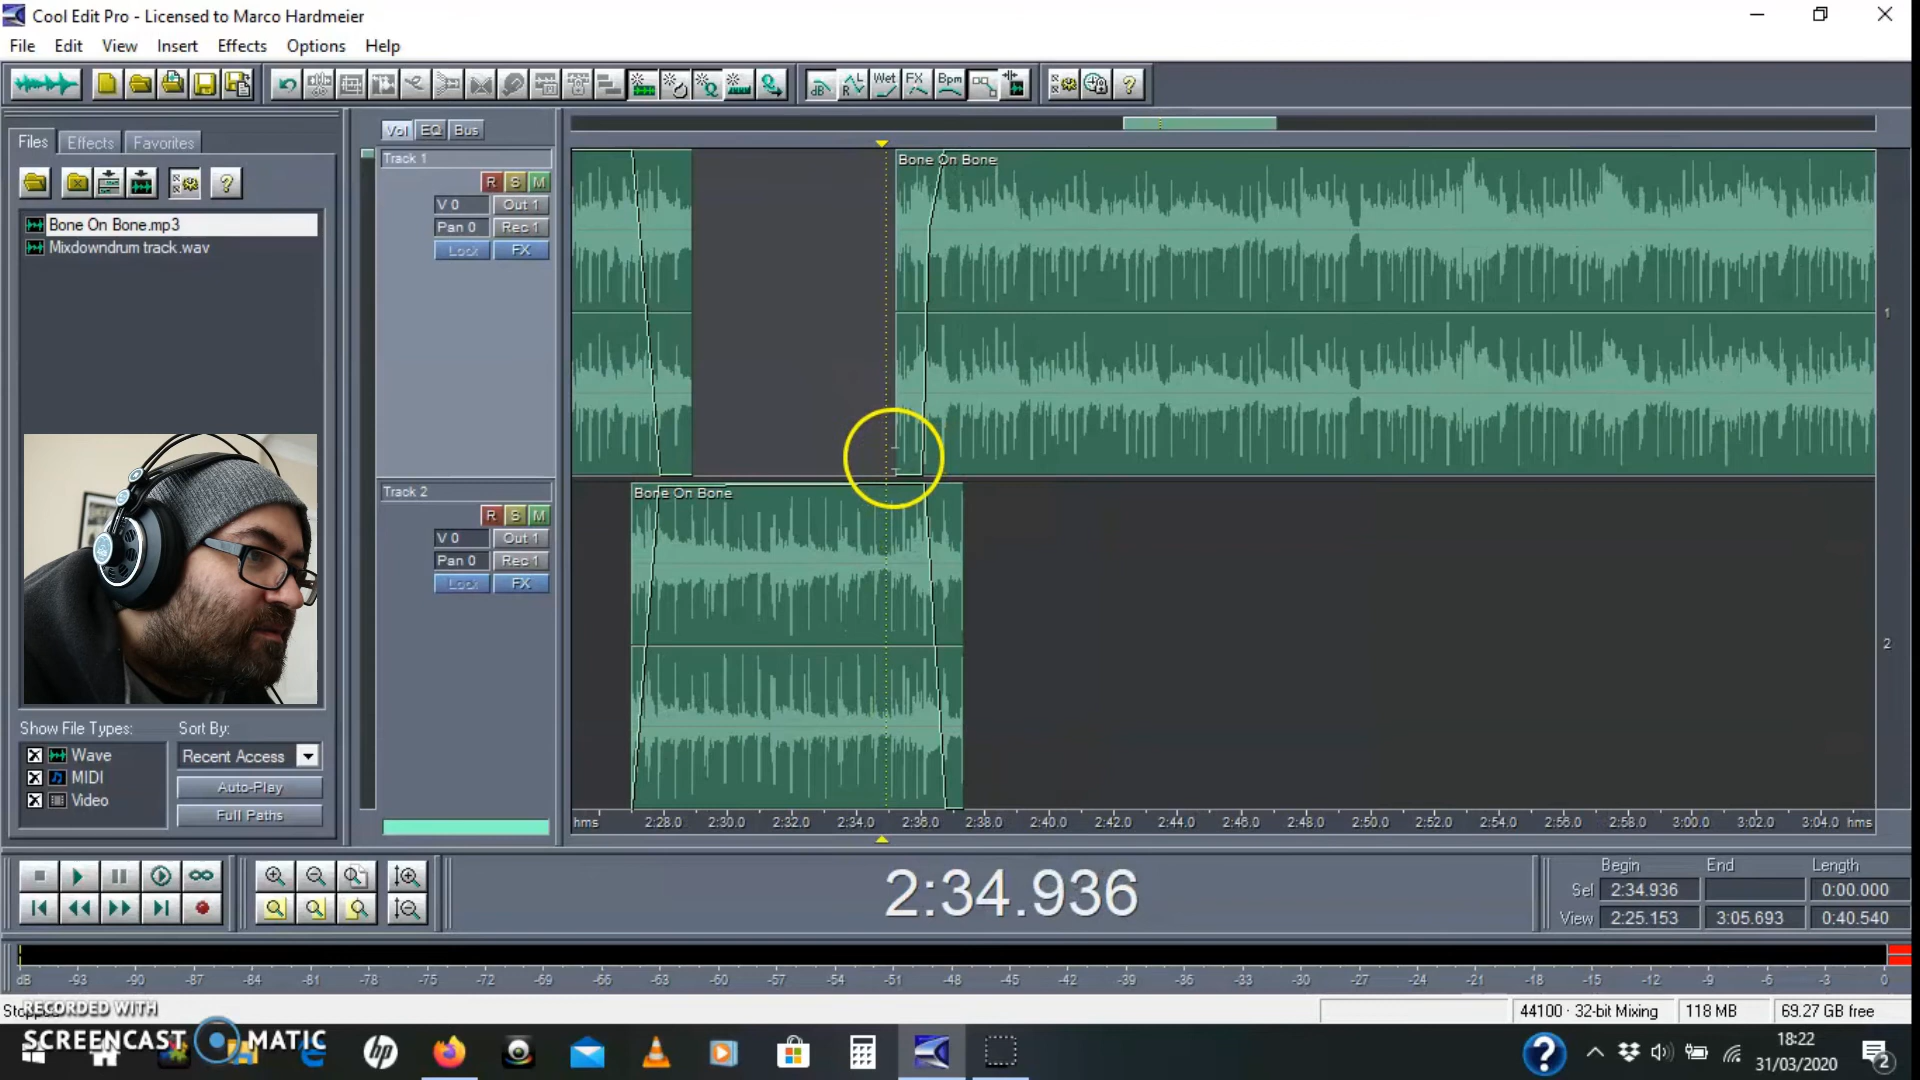 Cool Edit Pro - Licensed to Marco Hardmeier
File Edit View Insert Effects Options Help
Wet FX Bpm
Files Effects Favorites
Vol EQ Bus
Bone On Bone.mp3
Mixdowndrum track.wav
Track 1
R S M
V 0 Out 1
Pan 0 Rec 1
Lock FX
Bone On Bone
1
Track 2
R S M
V 0 Out 1
Pan 0 Rec 1
Lock FX
Bone On Bone
2
Show File Types: Sort By:
Wave Recent Access
MIDI Auto-Play
Video Full Paths
hms 2:28.0 2:30.0 2:32.0 2:34.0 2:36.0 2:38.0 2:40.0 2:42.0 2:44.0 2:46.0 2:48.0 2:50.0 2:52.0 2:54.0 2:56.0 2:58.0 3:00.0 3:02.0 3:04.0 hms
2:34.936
Begin End Length
Sel 2:34.936 0:00.000
View 2:25.153 3:05.693 0:40.540
dB -93 -87 -84 -81 -78 -75 -72 -69 -66 -63 -60 -57 -54 -51 -48 -45 -42 -39 -36 -33 -30 -27 -24 -21 -18 -15 -12 -9 -6 -3 0
44100 · 32-bit Mixing 118 MB 69.27 GB free
RECORDED WITH
SCREENCAST MATIC
hp
18:22
31/03/2020
2